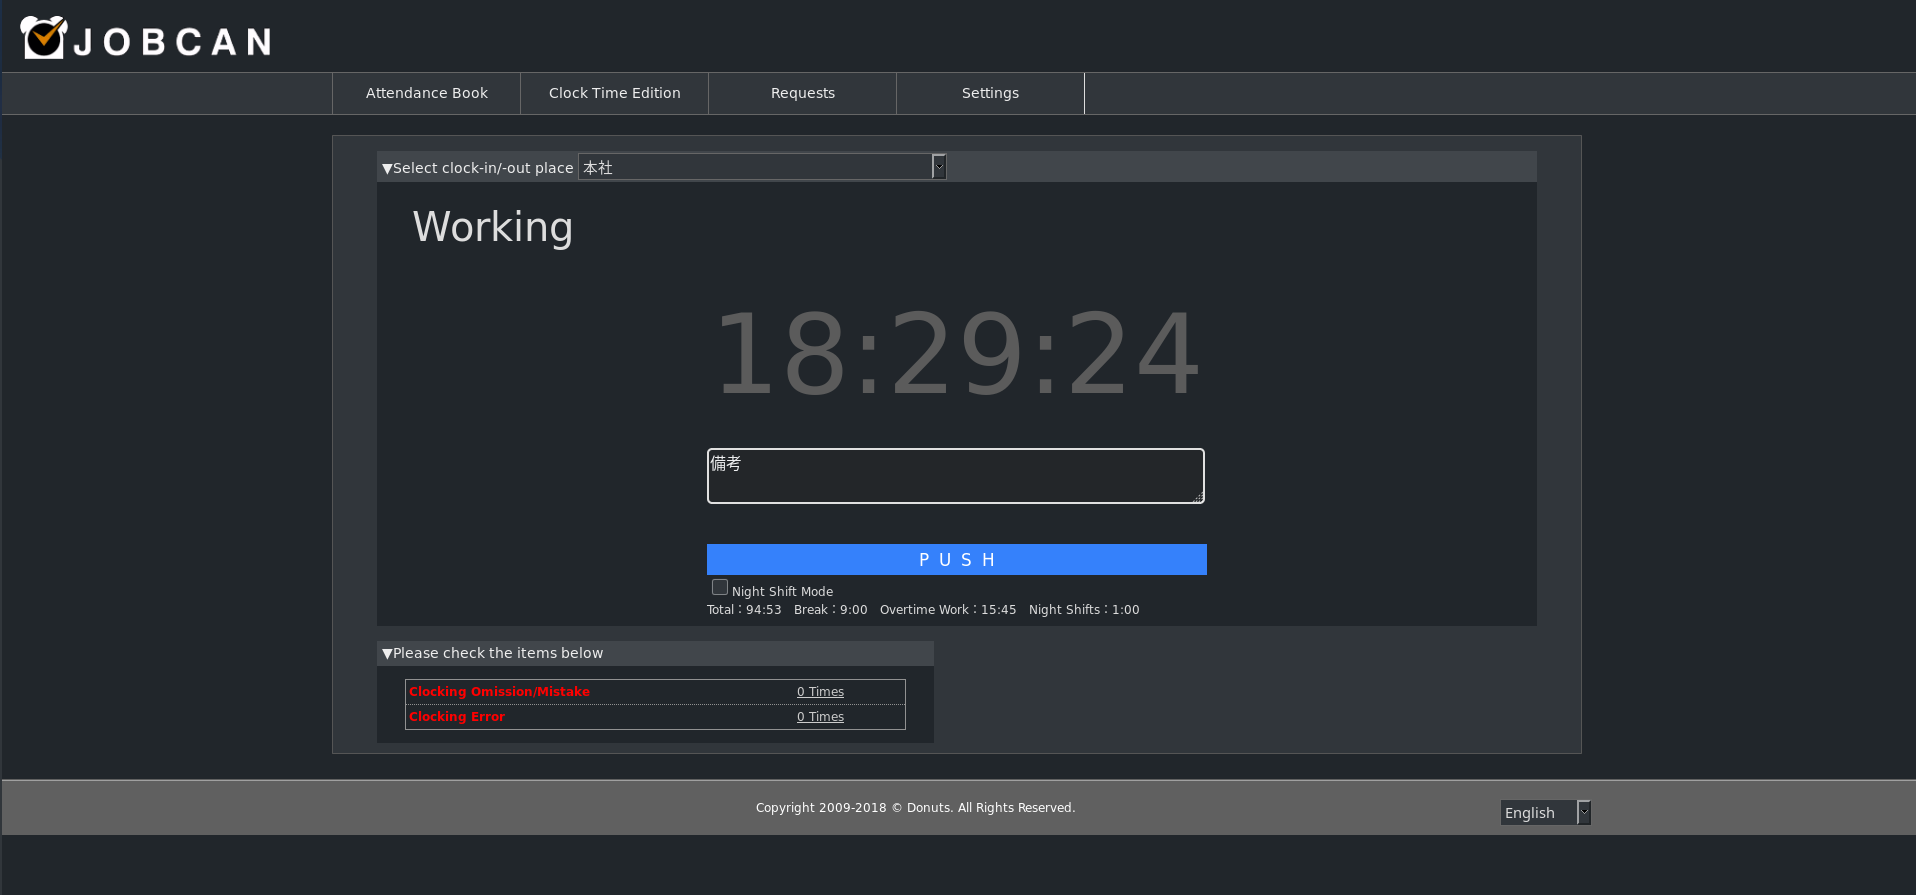 JOBCAN
Attendance Book Clock Time Edition Requests Settings
▼Select clock-in/-out place 本社
Working
18:29:24
備考
PUSH
Night Shift Mode
Total：94:53 Break：9:00 Overtime Work：15:45 Night Shifts：1:00
▼Please check the items below
Clocking Omission/Mistake 0 Times
Clocking Error 0 Times
Copyright 2009-2018 © Donuts. All Rights Reserved.
English